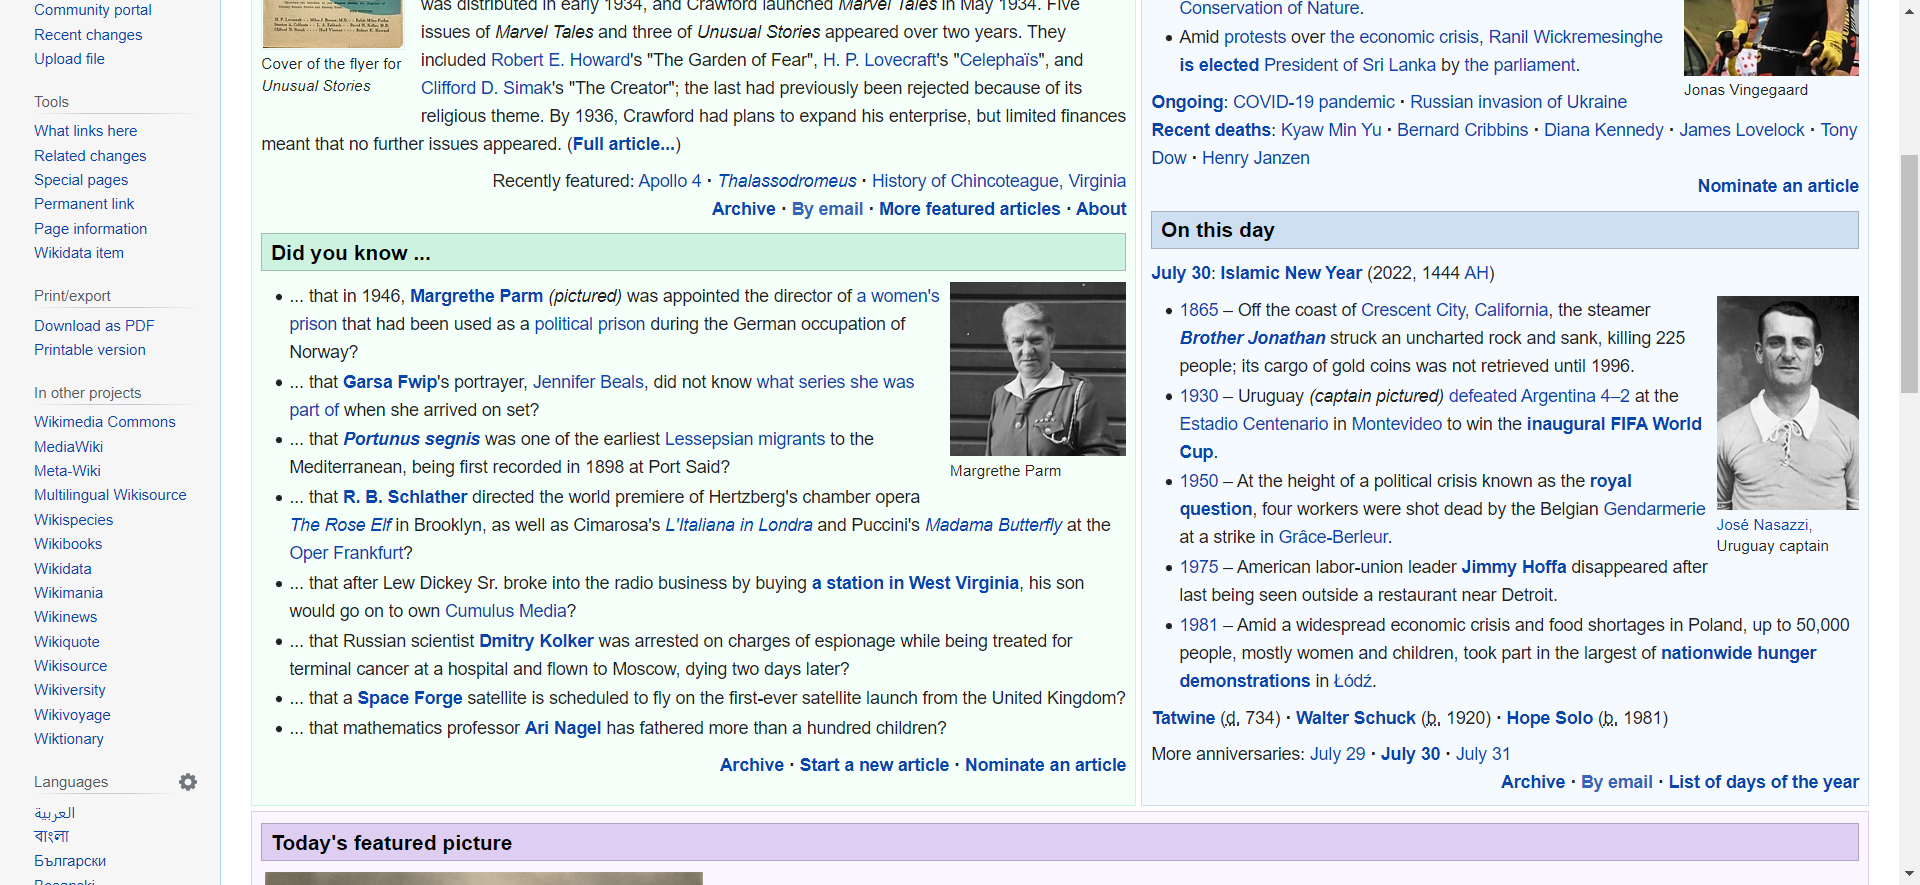 Community portal
Recent changes
Upload file
Tools
What links here
Related changes
Special pages
Permanent link
Page information
Wikidata item
Print/export
Download as PDF
Printable version
In other projects
Wikimedia Commons
MediaWiki
Meta-Wiki
Multilingual Wikisource
Wikispecies
Wikibooks
Wikidata
Wikimania
Wikinews
Wikiquote
Wikisource
Wikiversity
Wikivoyage
Wiktionary
Languages
العربية
বাংলা
Български
Bosanski
Cover of the flyer for
Unusual Stories
was distributed in early 1934, and Crawford launched Marvel Tales in May 1934. Five
issues of Marvel Tales and three of Unusual Stories appeared over two years. They
included Robert E. Howard's "The Garden of Fear", H. P. Lovecraft's "Celephaïs", and
Clifford D. Simak's "The Creator"; the last had previously been rejected because of its
religious theme. By 1936, Crawford had plans to expand his enterprise, but limited finances
meant that no further issues appeared. (Full article...)
Recently featured: Apollo 4 · Thalassodromeus · History of Chincoteague, Virginia
Archive · By email · More featured articles · About
Did you know ...
... that in 1946, Margrethe Parm (pictured) was appointed the director of a women's
prison that had been used as a political prison during the German occupation of
Norway?
... that Garsa Fwip's portrayer, Jennifer Beals, did not know what series she was
part of when she arrived on set?
... that Portunus segnis was one of the earliest Lessepsian migrants to the
Mediterranean, being first recorded in 1898 at Port Said?
Margrethe Parm
... that R. B. Schlather directed the world premiere of Hertzberg's chamber opera
The Rose Elf in Brooklyn, as well as Cimarosa's L'Italiana in Londra and Puccini's Madama Butterfly at the
Oper Frankfurt?
... that after Lew Dickey Sr. broke into the radio business by buying a station in West Virginia, his son
would go on to own Cumulus Media?
... that Russian scientist Dmitry Kolker was arrested on charges of espionage while being treated for
terminal cancer at a hospital and flown to Moscow, dying two days later?
... that a Space Forge satellite is scheduled to fly on the first-ever satellite launch from the United Kingdom?
... that mathematics professor Ari Nagel has fathered more than a hundred children?
Archive · Start a new article · Nominate an article
Conservation of Nature.
Amid protests over the economic crisis, Ranil Wickremesinghe
is elected President of Sri Lanka by the parliament.
Jonas Vingegaard
Ongoing: COVID-19 pandemic · Russian invasion of Ukraine
Recent deaths: Kyaw Min Yu · Bernard Cribbins · Diana Kennedy · James Lovelock · Tony
Dow · Henry Janzen
Nominate an article
On this day
July 30: Islamic New Year (2022, 1444 AH)
1865 – Off the coast of Crescent City, California, the steamer
Brother Jonathan struck an uncharted rock and sank, killing 225
people; its cargo of gold coins was not retrieved until 1996.
1930 – Uruguay (captain pictured) defeated Argentina 4–2 at the
Estadio Centenario in Montevideo to win the inaugural FIFA World
Cup.
1950 – At the height of a political crisis known as the royal
question, four workers were shot dead by the Belgian Gendarmerie
at a strike in Grâce-Berleur.
José Nasazzi,
Uruguay captain
1975 – American labor-union leader Jimmy Hoffa disappeared after
last being seen outside a restaurant near Detroit.
1981 – Amid a widespread economic crisis and food shortages in Poland, up to 50,000
people, mostly women and children, took part in the largest of nationwide hunger
demonstrations in Łódź.
Tatwine (d. 734) · Walter Schuck (b. 1920) · Hope Solo (b. 1981)
More anniversaries: July 29 · July 30 · July 31
Archive · By email · List of days of the year
Today's featured picture